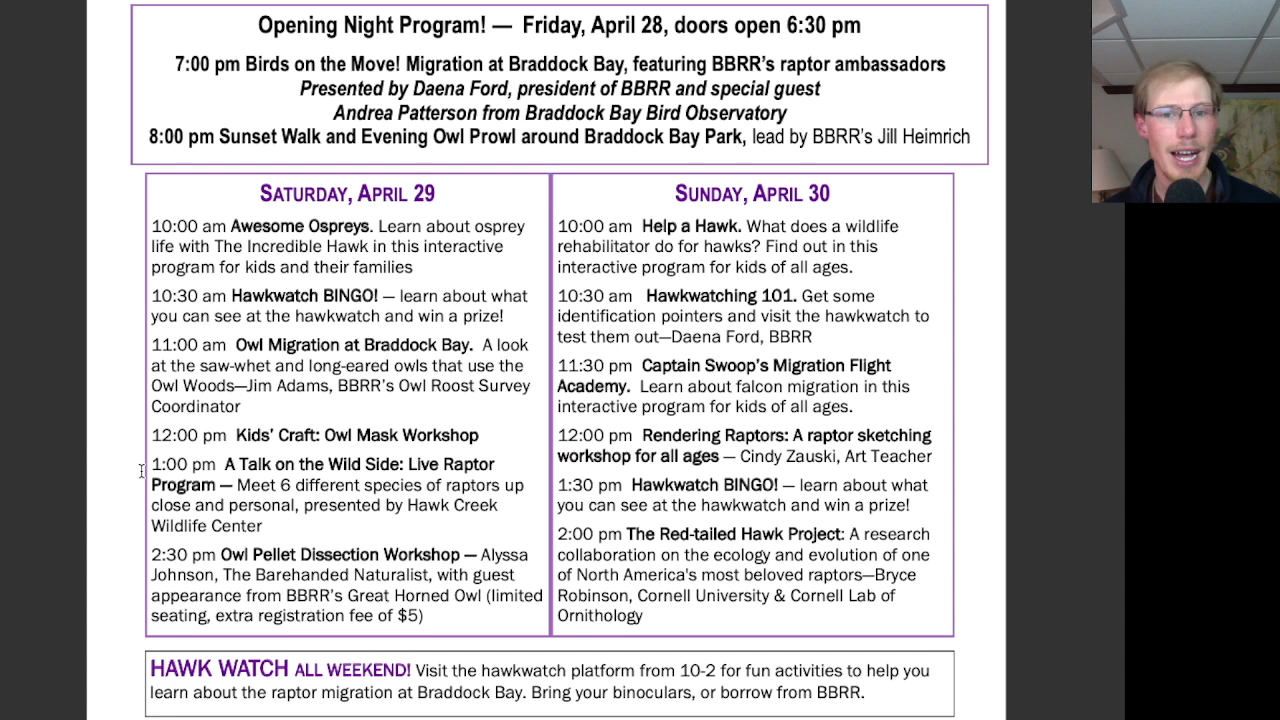 Opening Night Program! — Friday, April 28, doors open 6:30 pm
7:00 pm Birds on the Move! Migration at Braddock Bay, featuring BBRR's raptor ambassadors
Presented by Daena Ford, president of BBRR and special guest
Andrea Patterson from Braddock Bay Bird Observatory
8:00 pm Sunset Walk and Evening Owl Prowl around Braddock Bay Park, lead by BBRR's Jill Heimrich
SATURDAY, APRIL 29
10:00 am Awesome Ospreys. Learn about osprey
life with The Incredible Hawk in this interactive
program for kids and their families
10:30 am Hawkwatch BINGO! — learn about what
you can see at the hawkwatch and win a prize!
11:00 am Owl Migration at Braddock Bay. A look
at the saw-whet and long-eared owls that use the
Owl Woods—Jim Adams, BBRR's Owl Roost Survey
Coordinator
12:00 pm Kids' Craft: Owl Mask Workshop
1:00 pm A Talk on the Wild Side: Live Raptor
Program — Meet 6 different species of raptors up
close and personal, presented by Hawk Creek
Wildlife Center
2:30 pm Owl Pellet Dissection Workshop — Alyssa
Johnson, The Barehanded Naturalist, with guest
appearance from BBRR's Great Horned Owl (limited
seating, extra registration fee of $5)
SUNDAY, APRIL 30
10:00 am Help a Hawk. What does a wildlife
rehabilitator do for hawks? Find out in this
interactive program for kids of all ages.
10:30 am Hawkwatching 101. Get some
identification pointers and visit the hawkwatch to
test them out—Daena Ford, BBRR
11:30 pm Captain Swoop's Migration Flight
Academy. Learn about falcon migration in this
interactive program for kids of all ages.
12:00 pm Rendering Raptors: A raptor sketching
workshop for all ages — Cindy Zauski, Art Teacher
1:30 pm Hawkwatch BINGO! — learn about what
you can see at the hawkwatch and win a prize!
2:00 pm The Red-tailed Hawk Project: A research
collaboration on the ecology and evolution of one
of North America's most beloved raptors—Bryce
Robinson, Cornell University & Cornell Lab of
Ornithology
HAWK WATCH ALL WEEKEND! Visit the hawkwatch platform from 10-2 for fun activities to help you
learn about the raptor migration at Braddock Bay. Bring your binoculars, or borrow from BBRR.